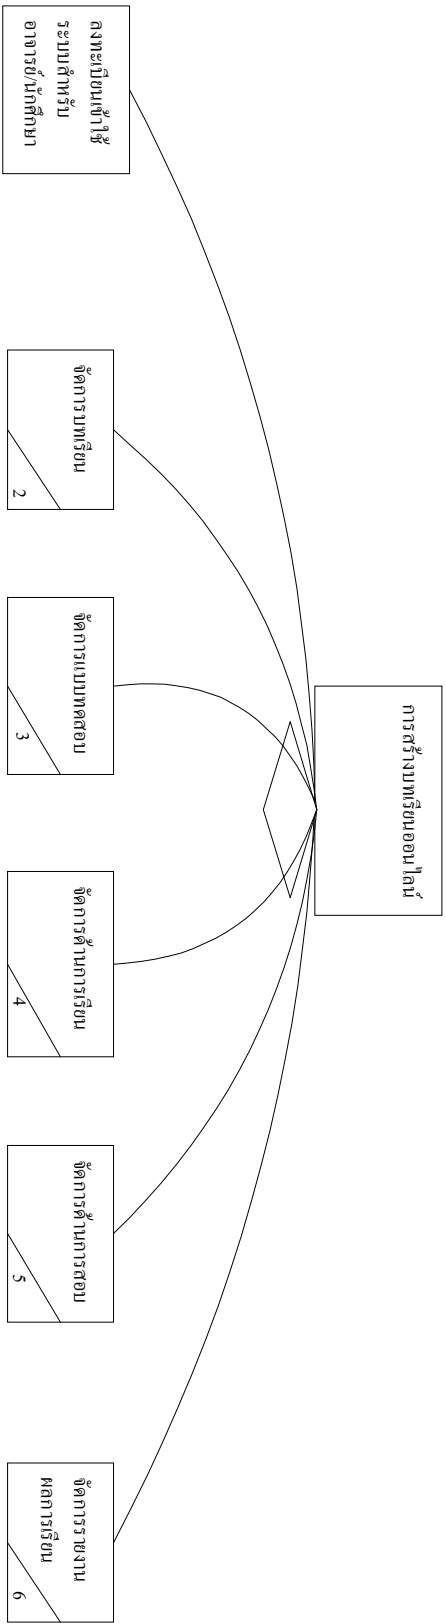 การสร้างบทเรียนออนไลน์
ลงทะเบียนเข้าใช้
ระบบสำหรับ
อาจารย์/นักศึกษา
จัดการบทเรียน
2
จัดการแบบทดสอบ
3
จัดการด้านการเรียน
4
จัดการด้านการสอบ
5
จัดการรายงาน
ผลการเรียน
6